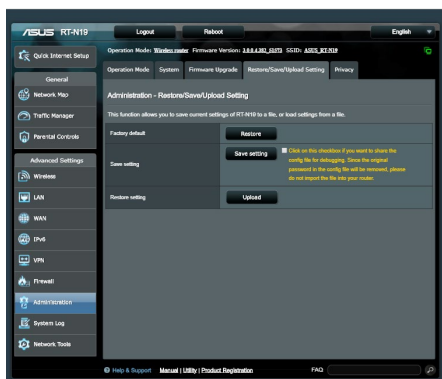 ASUS RT-N19
Logout
Reboot
English
Operation Mode: Wireless router Firmware Version: 3.0.0.4.382_51573 SSID: ASUS_RT-N19
Quick Internet Setup
General
Network Map
Traffic Manager
Parental Controls
Advanced Settings
Wireless
LAN
WAN
IPv6
VPN
Firewall
Administration
System Log
Network Tools
Operation Mode
System
Firmware Upgrade
Restore/Save/Upload Setting
Privacy
Administration - Restore/Save/Upload Setting
This function allows you to save current settings of RT-N19 to a file, or load settings from a file.
Factory default
Restore
Save setting
Save setting
Click on this checkbox if you want to share the
config file for debugging. Since the original
password in the config file will be removed, please
do not import the file into your router.
Restore setting
Upload
Help & Support
Manual | Utility | Product Registration
FAQ